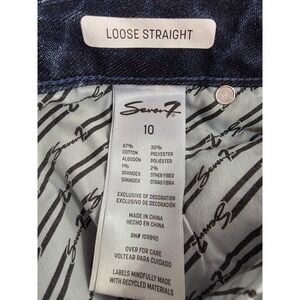 LOOSE STRAIGHT
Seven7
10
67% 30%
COTTON POLYESTER
ALGODÓN POLIÉSTER
1% 2%
SPANDEX OTHER FIBER
SPANDEX OTRAS FIBRA
EXCLUSIVE OF DECORATION
EXCLUSIVO DE DECORACIÓN
MADE IN CHINA
HECHO EN CHINA
RN# 109890
OVER FOR CARE
VOLTEAR PARA CUIDADO
LABELS MINDFULLY MADE
WITH RECYCLED MATERIALS